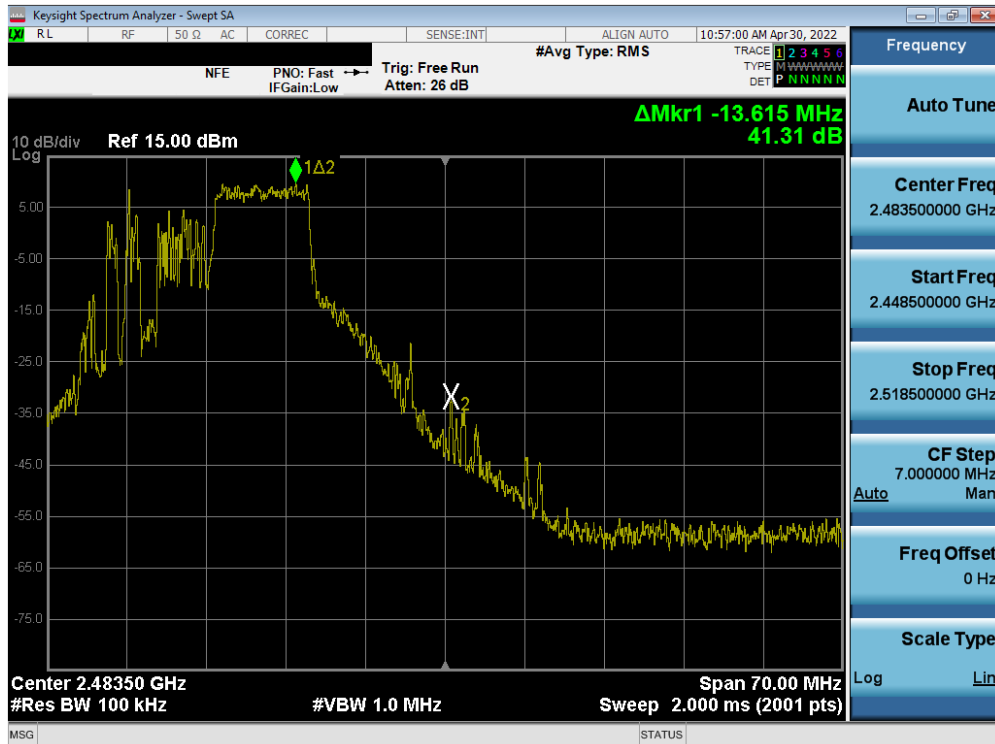 Keysight Spectrum Analyzer - Swept SA
LXI RL RF 50 Ω AC CORREC SENSE:INT ALIGN AUTO 10:57:00 AM Apr 30, 2022
#Avg Type: RMS TRACE 1 2 3 4 5 6
NFE PNO: Fast Trig: Free Run TYPE M WWWWW
IFGain:Low Atten: 26 dB DET P N N N N N
ΔMkr1 -13.615 MHz
41.31 dB
10 dB/div Ref 15.00 dBm
Log
1Δ2
5.00
-5.00
-15.0
-25.0
-35.0
X2
-45.0
-55.0
-65.0
-75.0
Center 2.48350 GHz Span 70.00 MHz
#Res BW 100 kHz #VBW 1.0 MHz Sweep 2.000 ms (2001 pts)
MSG STATUS
Frequency
Auto Tune
Center Freq
2.483500000 GHz
Start Freq
2.448500000 GHz
Stop Freq
2.518500000 GHz
CF Step
7.000000 MHz
Auto Man
Freq Offset
0 Hz
Scale Type
Log Lin